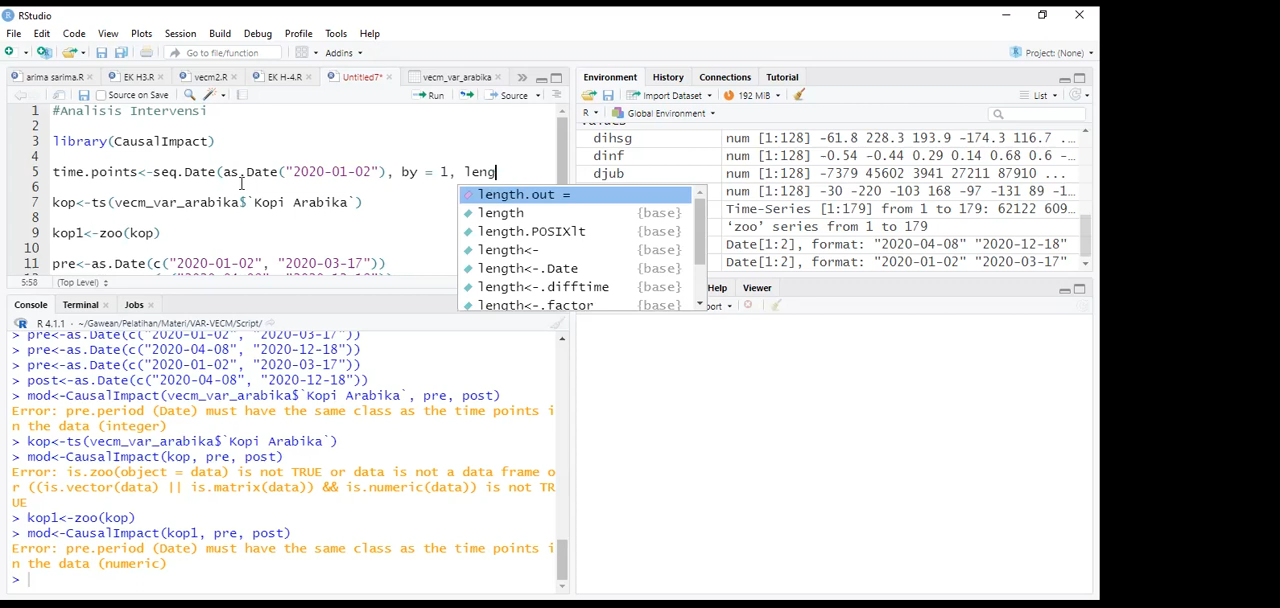 RStudio
File Edit Code View Plots Session Build Debug Profile Tools Help
Go to file/function Addins Project: (None)
arima sarima.R EK H3.R vecm2.R EK H-4.R Untitled7* vecm_var_arabika
Source on Save Run Source
1 #Analisis Intervensi
2
3 library(CausalImpact)
4
5 time.points<-seq.Date(as.Date("2020-01-02"), by = 1, leng
6
7 kop<-ts(vecm_var_arabika$`Kopi Arabika`)
8
9 kop1<-zoo(kop)
10
11 pre<-as.Date(c("2020-01-02", "2020-03-17"))
length.out =
length {base}
length.POSIXlt {base}
length<- {base}
length<-.Date {base}
length<-.difftime {base}
length<-.factor {base}
5:58 (Top Level)
Console Terminal Jobs
R 4.1.1 · ~/Gawean/Pelatihan/Materi/VAR-VECM/Script/
> pre<-as.Date(c("2020-01-02", "2020-03-17"))
> pre<-as.Date(c("2020-04-08", "2020-12-18"))
> pre<-as.Date(c("2020-01-02", "2020-03-17"))
> post<-as.Date(c("2020-04-08", "2020-12-18"))
> mod<-CausalImpact(vecm_var_arabika$`Kopi Arabika`, pre, post)
Error: pre.period (Date) must have the same class as the time points i
n the data (integer)
> kop<-ts(vecm_var_arabika$`Kopi Arabika`)
> mod<-CausalImpact(kop, pre, post)
Error: is.zoo(object = data) is not TRUE or data is not a data frame o
r ((is.vector(data) || is.matrix(data)) && is.numeric(data)) is not TR
UE
> kop1<-zoo(kop)
> mod<-CausalImpact(kop1, pre, post)
Error: pre.period (Date) must have the same class as the time points i
n the data (numeric)
>
Environment History Connections Tutorial
Import Dataset 192 MiB List
R Global Environment
dihsg num [1:128] -61.8 228.3 193.9 -174.3 116.7 ...
dinf num [1:128] -0.54 -0.44 0.29 0.14 0.68 0.6 -...
djub num [1:128] -7379 45602 3941 27211 87910 ...
num [1:128] -30 -220 -103 168 -97 -131 89 -1...
Time-Series [1:179] from 1 to 179: 62122 609...
‘zoo’ series from 1 to 179
Date[1:2], format: "2020-04-08" "2020-12-18"
Date[1:2], format: "2020-01-02" "2020-03-17"
Help Viewer